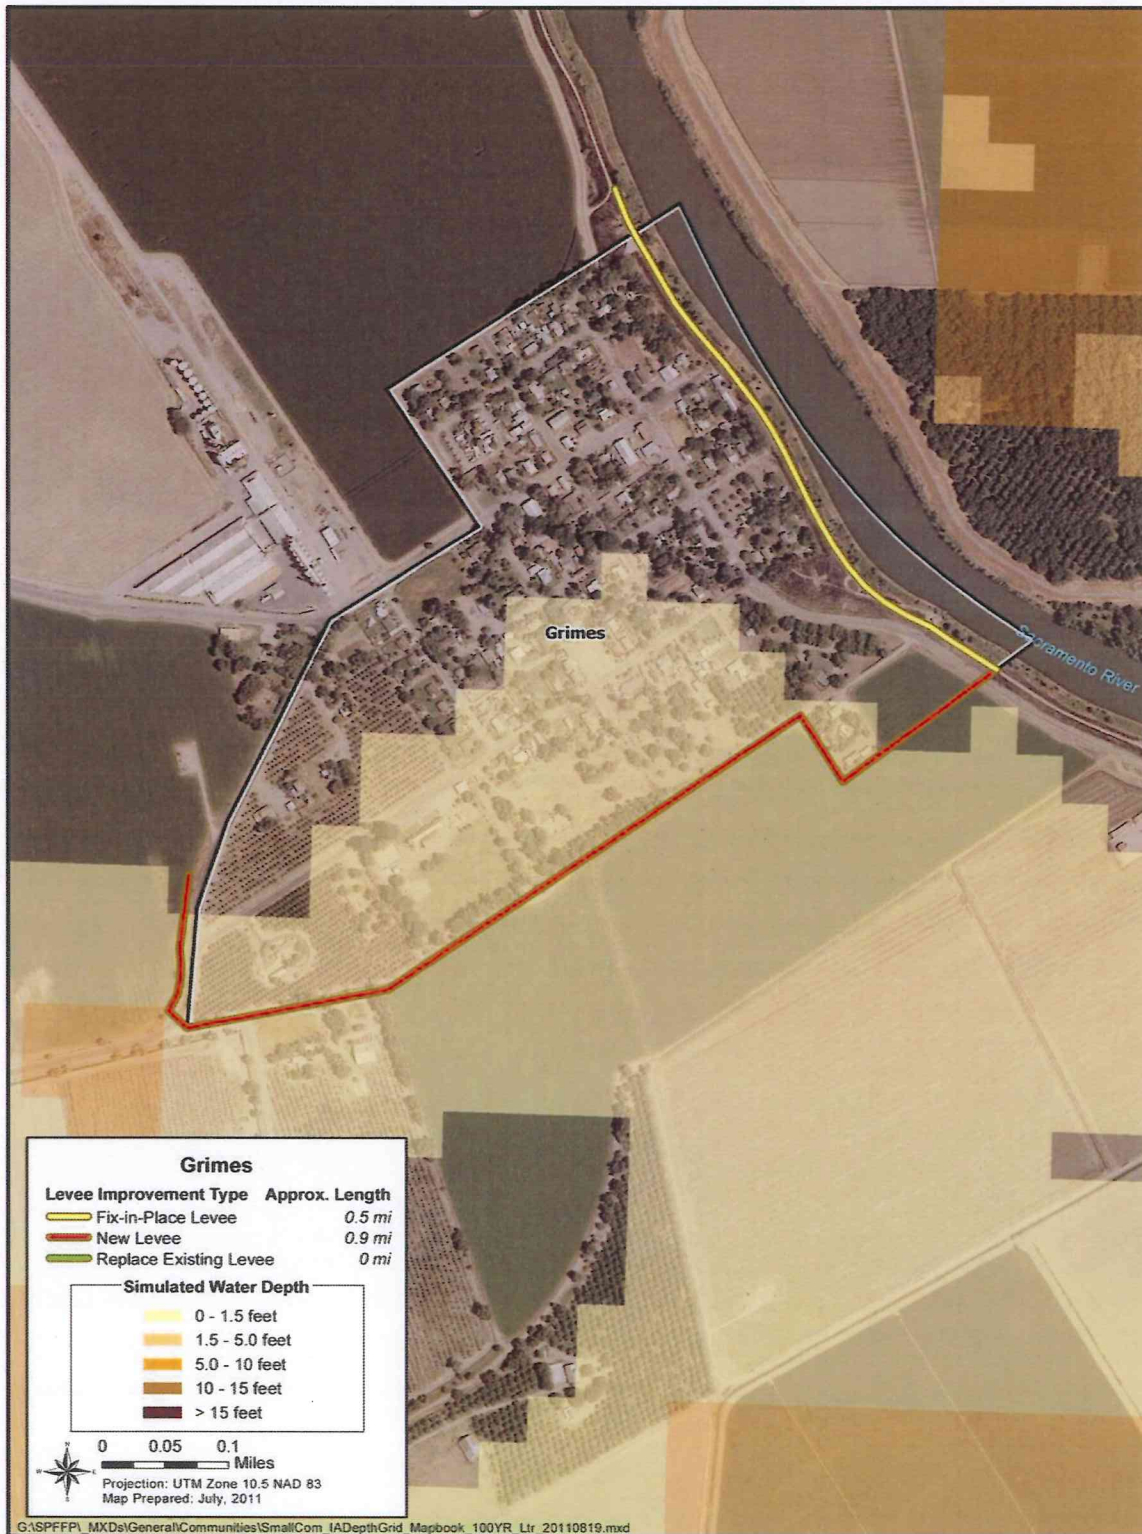 Grimes
Sacramento River
Grimes
Levee Improvement Type Approx. Length
Fix-in-Place Levee 0.5 mi
New Levee 0.9 mi
Replace Existing Levee 0 mi
Simulated Water Depth
0 - 1.5 feet
1.5 - 5.0 feet
5.0 - 10 feet
10 - 15 feet
> 15 feet
N
W E
S
0 0.05 0.1
Miles
Projection: UTM Zone 10.5 NAD 83
Map Prepared: July, 2011
G:\SPFFP\_MXDs\General\Communities\SmallCom_IADepthGrid_Mapbook_100YR_Ltr_20110819.mxd